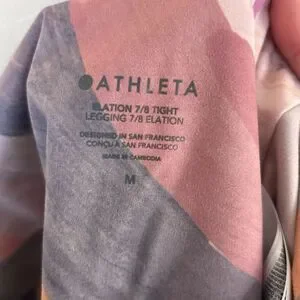 ATHLETA
ELATION 7/8 TIGHT
LEGGING 7/8 ELATION
DESIGNED IN SAN FRANCISCO
CONÇU À SAN FRANCISCO
MADE IN CAMBODIA
M